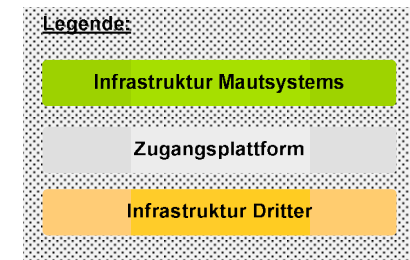 Legende:
Infrastruktur Mautsystems
Zugangsplattform
Infrastruktur Dritter